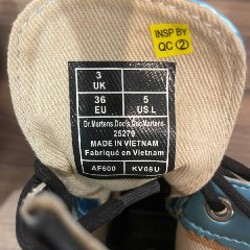 INSP BY
QC 2
3
UK
36
EU
5
US L
Dr.Martens.Doc's.DocMartens.
25279
MADE IN VIETNAM
Fabriqué en Vietnam
AF600
KV08U